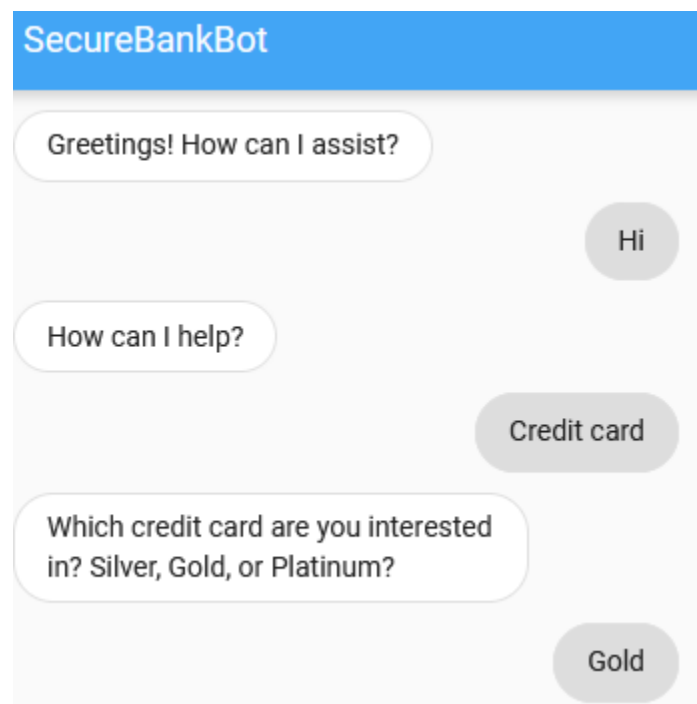 SecureBankBot
Greetings! How can I assist?
Hi
How can I help?
Credit card
Which credit card are you interested
in? Silver, Gold, or Platinum?
Gold